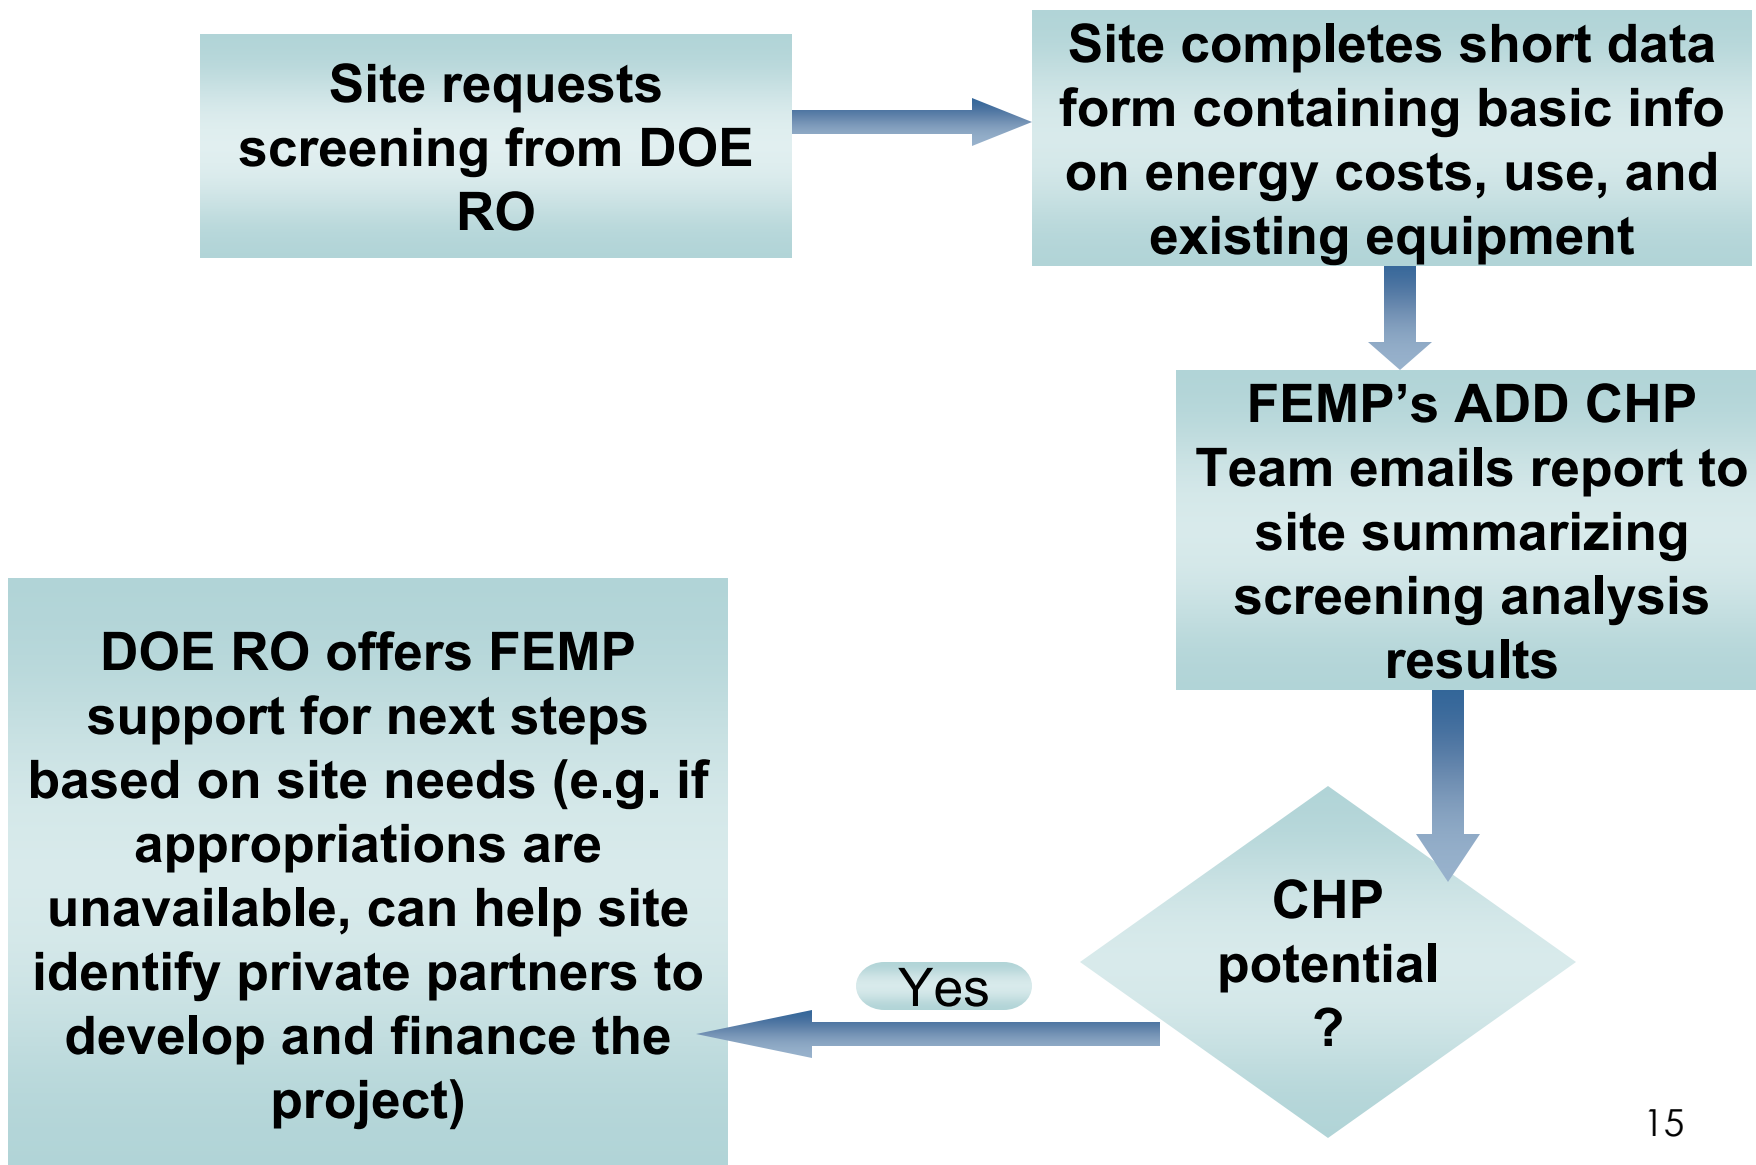 Site requests
screening from DOE
RO
Site completes short data
form containing basic info
on energy costs, use, and
existing equipment
FEMP’s ADD CHP
Team emails report to
site summarizing
screening analysis
results
CHP
potential
?
Yes
DOE RO offers FEMP
support for next steps
based on site needs (e.g. if
appropriations are
unavailable, can help site
identify private partners to
develop and finance the
project)
15